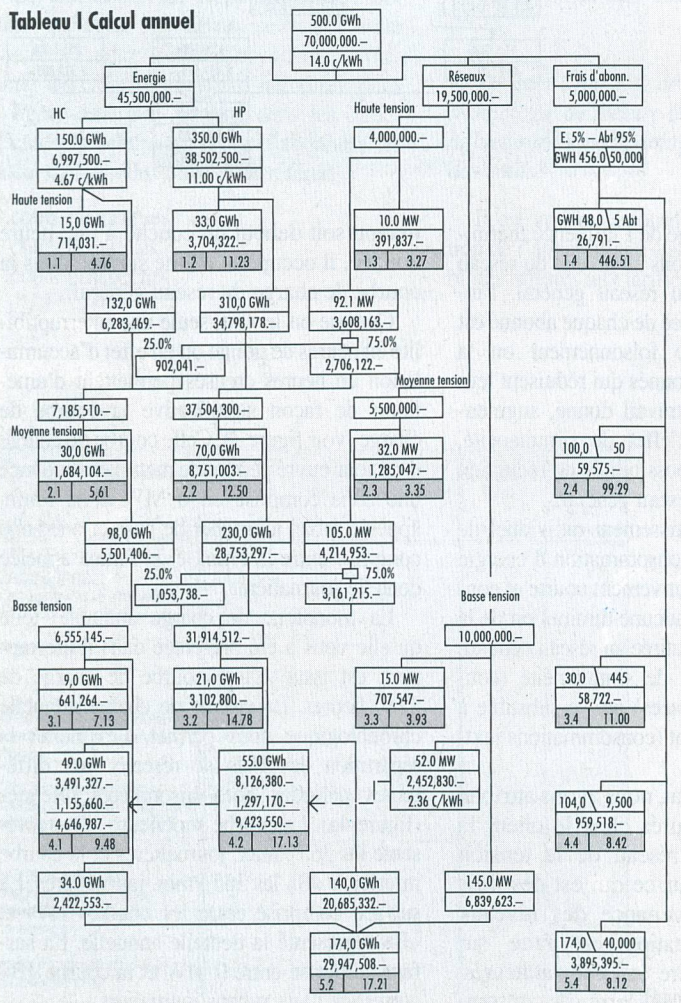 Tableau I Calcul annuel
500.0 GWh
70,000,000.–
14.0 c/kWh
Energie
45,500,000.–
Réseaux
19,500,000.–
Frais d'abonn.
5,000,000.–
HC
Haute tension
150.0 GWh
6,997,500.–
4.67 c/kWh
350.0 GWh
38,502,500.–
11.00 c/kWh
4,000,000.–
E. 5% – Abt 95%
GWH 456.0\50,000
Haute tension
15,0 GWh
714,031.–
1.1 4.76
33,0 GWh
3,704,322.–
1.2 11.23
10.0 MW
391,837.–
1.3 3.27
GWH 48,0 \ 5 Abt
26,791.–
1.4 446.51
132,0 GWh
6,283,469.–
310,0 GWh
34,798,178.–
92.1 MW
3,608,163.–
25.0%
75.0%
902,041.–
2,706,122.–
Moyenne tension
7,185,510.–
37,504,300.–
5,500,000.–
Moyenne tension
30,0 GWh
1,684,104.–
2.1 5,61
70,0 GWh
8,751,003.–
2.2 12.50
32.0 MW
1,285,047.–
2.3 3.35
100,0 \ 50
59,575.–
2.4 99.29
98,0 GWh
5,501,406.–
230,0 GWh
28,753,297.–
105.0 MW
4,214,953.–
25.0%
75.0%
1,053,738.–
3,161,215.–
Basse tension
Basse tension
6,555,145.–
31,914,512.–
10,000,000.–
9,0 GWh
641,264.–
3.1 7.13
21,0 GWh
3,102,800.–
3.2 14.78
15.0 MW
707,547.–
3.3 3.93
30,0 445
58,722.–
3.4 11.00
49.0 GWh
3,491,327.–
1,155,660.–
4,646,987.–
4.1 9.48
55.0 GWh
8,126,380.–
1,297,170.–
9,423,550.–
4.2 17.13
52.0 MW
2,452,830.–
2.36 C/kWh
104,0 9,500
959,518.–
4.4 8.42
34.0 GWh
2,422,553.–
140,0 GWh
20,685,332.–
145.0 MW
6,839,623.–
174,0 GWh
29,947,508.–
5.2 17.21
174,0 40,000
3,895,395.–
5.4 8.12